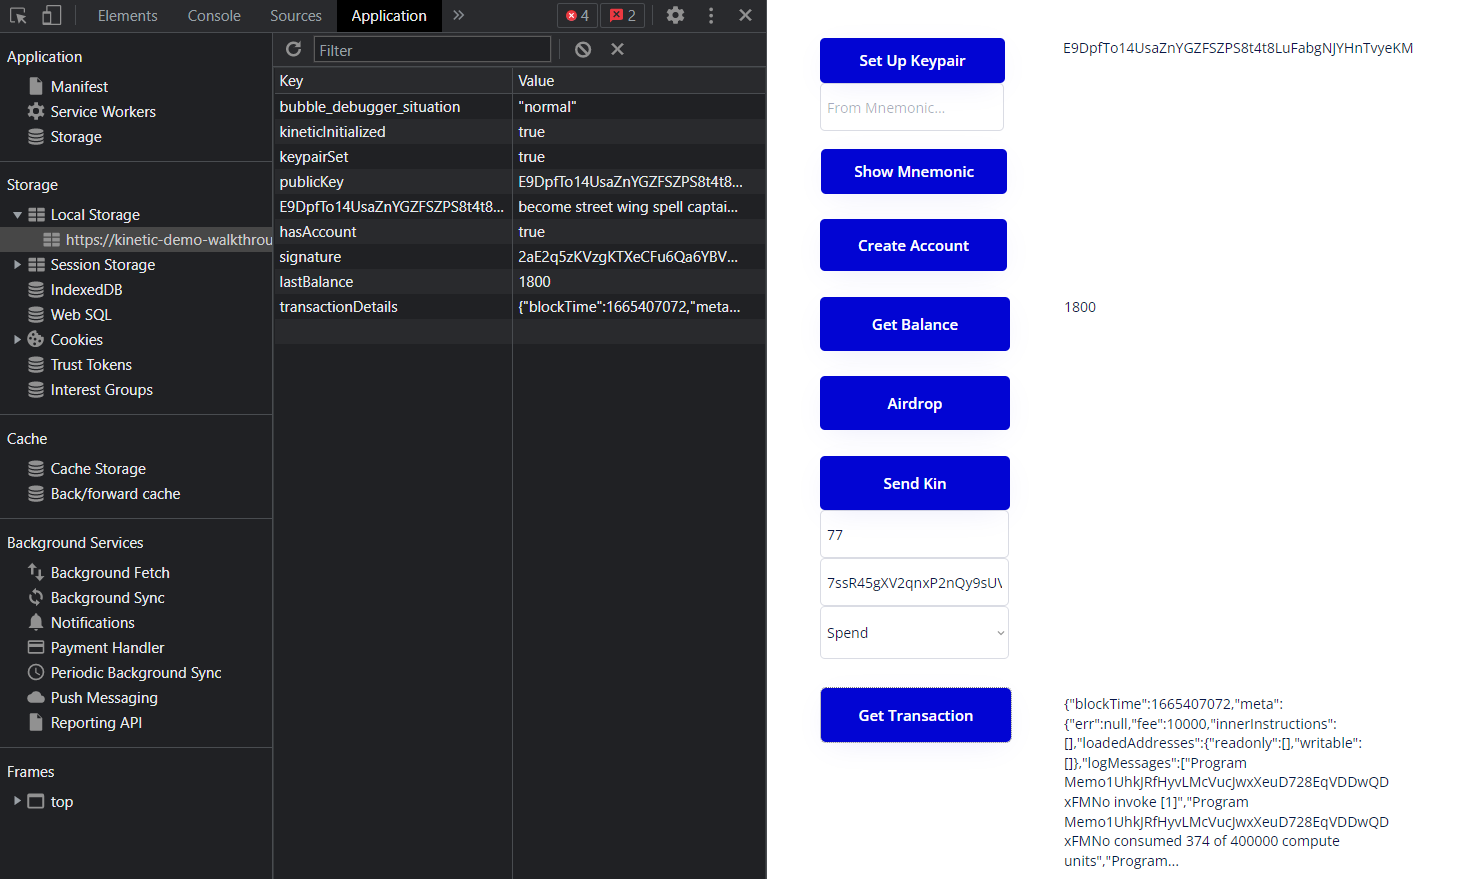 Elements Console Sources Application 4 2
Application
Manifest
Service Workers
Storage
Storage
Local Storage
https://kinetic-demo-walkthrou
Session Storage
IndexedDB
Web SQL
Cookies
Trust Tokens
Interest Groups
Cache
Cache Storage
Back/forward cache
Background Services
Background Fetch
Background Sync
Notifications
Payment Handler
Periodic Background Sync
Push Messaging
Reporting API
Frames
top
Filter
Key Value
bubble_debugger_situation "normal"
kineticInitialized true
keypairSet true
publicKey E9DpfTo14UsaZnYGZFSZPS8t4t8...
E9DpfTo14UsaZnYGZFSZPS8t4t8... become street wing spell captai...
hasAccount true
signature 2aE2q5zKVzgKTXeCFu6Qa6YBV...
lastBalance 1800
transactionDetails {"blockTime":1665407072,"meta...
Set Up Keypair E9DpfTo14UsaZnYGZFSZPS8t4t8LuFabgNJYHnTvyeKM
From Mnemonic...
Show Mnemonic
Create Account
Get Balance 1800
Airdrop
Send Kin
77
7ssR45gXV2qnxP2nQy9sU
Spend
Get Transaction
{"blockTime":1665407072,"meta":
{"err":null,"fee":10000,"innerInstructions":
[],"loadedAddresses":{"readonly":[],"writable":
[]},"logMessages":["Program
Memo1UhkJRfHyvLMcVucJwxXeuD728EqVDDwQD
xFMNo invoke [1]","Program
Memo1UhkJRfHyvLMcVucJwxXeuD728EqVDDwQD
xFMNo consumed 374 of 400000 compute
units","Program...